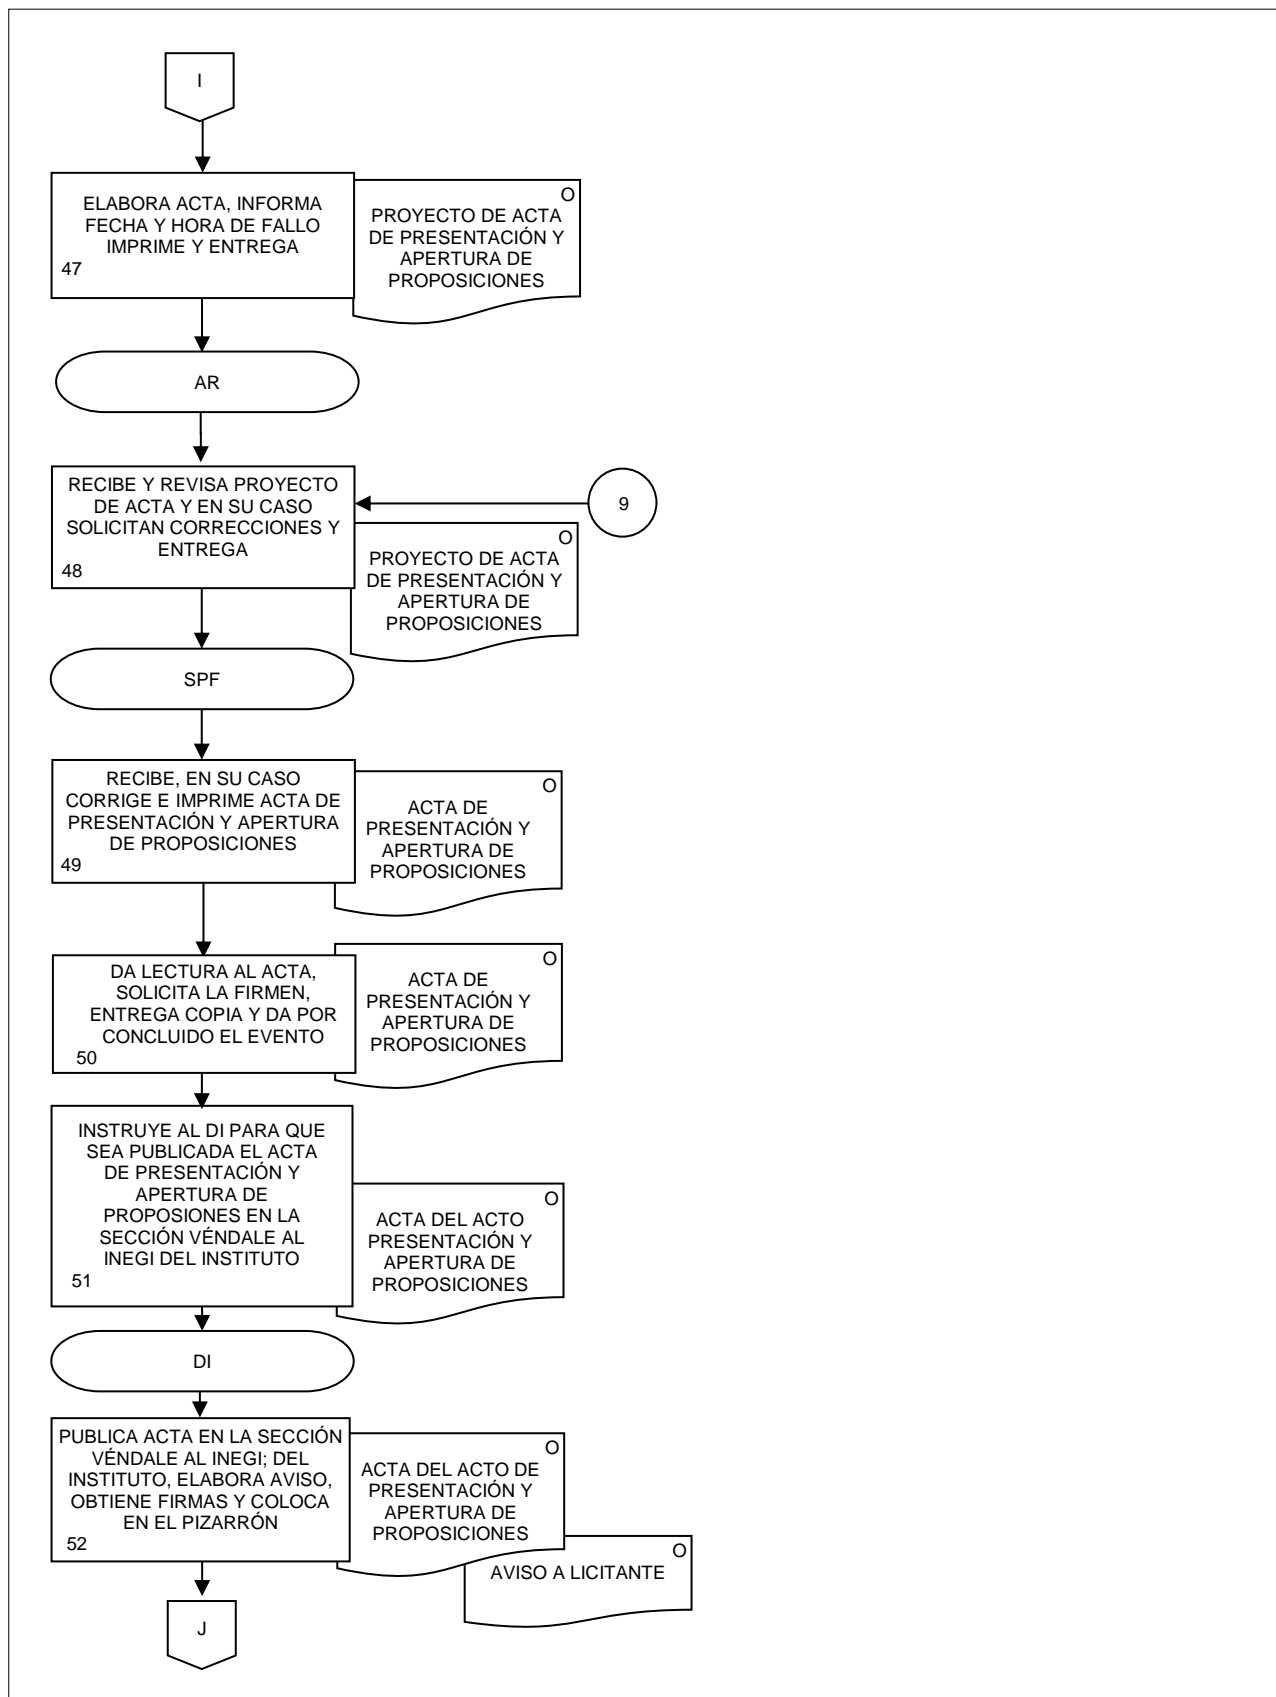 I
ELABORA ACTA, INFORMA
FECHA Y HORA DE FALLO
IMPRIME Y ENTREGA
47
O
PROYECTO DE ACTA
DE PRESENTACIÓN Y
APERTURA DE
PROPOSICIONES
AR
RECIBE Y REVISA PROYECTO
DE ACTA Y EN SU CASO
SOLICITAN CORRECCIONES Y
ENTREGA
48
9
O
PROYECTO DE ACTA
DE PRESENTACIÓN Y
APERTURA DE
PROPOSICIONES
SPF
RECIBE, EN SU CASO
CORRIGE E IMPRIME ACTA DE
PRESENTACIÓN Y APERTURA
DE PROPOSICIONES
49
O
ACTA DE
PRESENTACIÓN Y
APERTURA DE
PROPOSICIONES
DA LECTURA AL ACTA,
SOLICITA LA FIRMEN,
ENTREGA COPIA Y DA POR
CONCLUIDO EL EVENTO
50
O
ACTA DE
PRESENTACIÓN Y
APERTURA DE
PROPOSICIONES
INSTRUYE AL DI PARA QUE
SEA PUBLICADA EL ACTA
DE PRESENTACIÓN Y
APERTURA DE
PROPOSIONES EN LA
SECCIÓN VÉNDALE AL
INEGI DEL INSTITUTO
51
O
ACTA DEL ACTO
PRESENTACIÓN Y
APERTURA DE
PROPOSICIONES
DI
PUBLICA ACTA EN LA SECCIÓN
VÉNDALE AL INEGI; DEL
INSTITUTO, ELABORA AVISO,
OBTIENE FIRMAS Y COLOCA
EN EL PIZARRÓN
52
O
ACTA DEL ACTO DE
PRESENTACIÓN Y
APERTURA DE
PROPOSICIONES
O
AVISO A LICITANTE
J